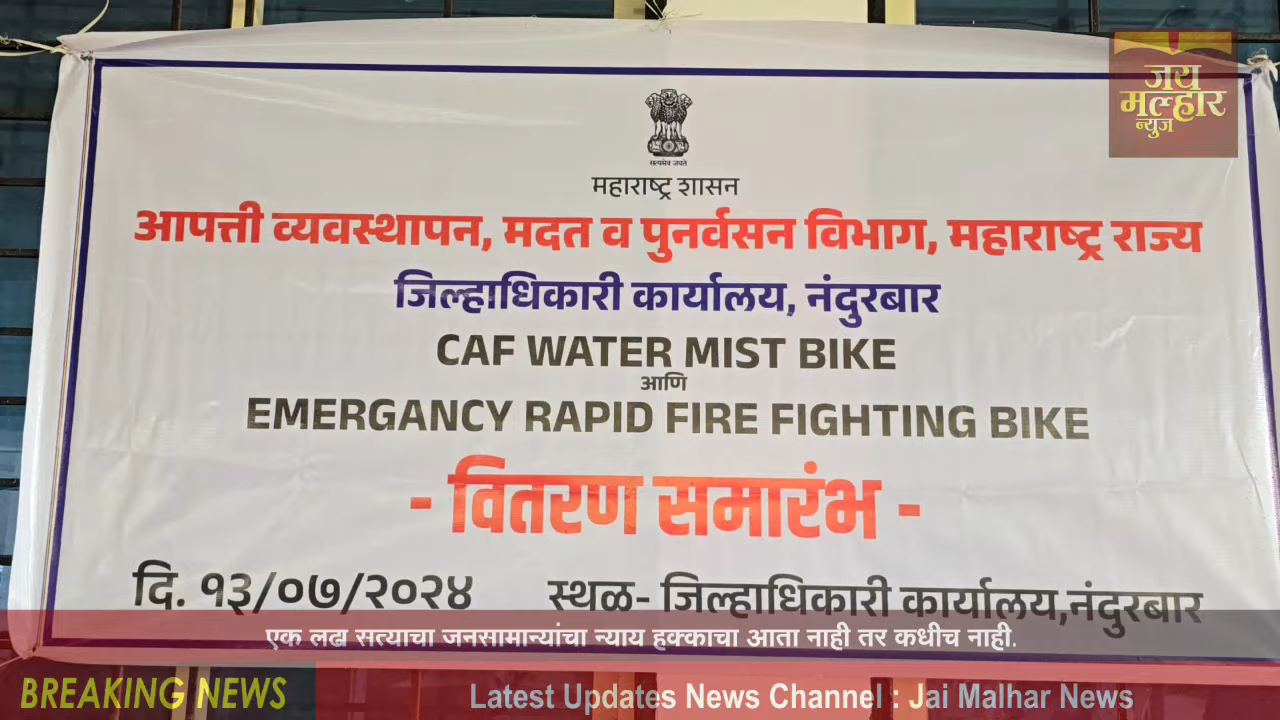 जय
मल्हार
न्युज
सत्यमेव जयते
महाराष्ट्र शासन
आपत्ती व्यवस्थापन, मदत व पुनर्वसन विभाग, महाराष्ट्र राज्य
जिल्हाधिकारी कार्यालय, नंदुरबार
CAF WATER MIST BIKE
आणि
EMERGANCY RAPID FIRE FIGHTING BIKE
- वितरण समारंभ -
दि. १३/०७/२०२४ स्थळ- जिल्हाधिकारी कार्यालय,नंदुरबार
एक लढा सत्याचा जनसामान्यांचा न्याय हक्काचा आता नाही तर कधीच नाही.
BREAKING NEWS
Latest Updates News Channel : Jai Malhar News